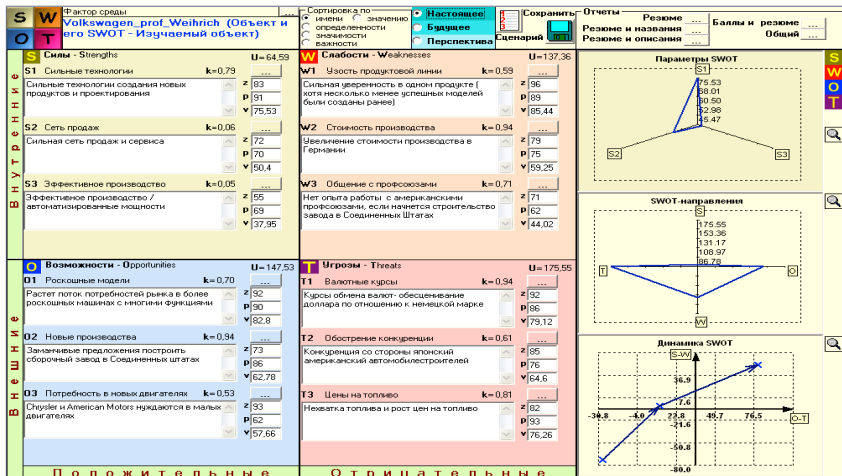 S W
O T
Фактор среды ...
Volkswagen_prof_Weihrich (Объект и
его SWOT - Изучаемый объект)
Сортировка по
имени значению
определенности
значимости
важности
Настоящее
Будущее
Перспектива
Сохранить
Сценарий
Отчеты
Резюме ...
Резюме и названия ...
Резюме и описания ...
Баллы и резюме ...
Общий ...
Внутренние
S Силы - Strengths U=64,59
S1 Сильные технологии k=0,79 ...
Сильные технологии создания новых
продуктов и проектирования
z 83
p 91
v 75,53
S2 Сеть продаж k=0,06 ...
Сильная сеть продаж и сервиса
z 72
p 70
v 50,4
S3 Эффективное производство k=0,05 ...
Эффективное производство /
автоматизированные мощности
z 55
p 69
v 37,95
W Слабости - Weaknesses U=137,36
W1 Узость продуктовой линии k=0,59 ...
Сильная уверенность в одном продукте (
хотя несколько менее успешных моделей
были созданы ранее)
z 96
p 89
v 85,44
W2 Стоимость производства k=0,94 ...
Увеличение стоимости производства в
Германии
z 79
p 75
v 59,25
W3 Общение с профсоюзами k=0,71 ...
Нет опыта работы с американскими
профсоюзами, если начнется строительство
завода в Соединенных Штатах
z 71
p 62
v 44,02
Внешние
O Возможности - Opportunities U=147,53
O1 Роскошные модели k=0,70 ...
Растет поток потребностей рынка в более
роскошных машинах с многими функциями
z 92
p 90
v 82,8
O2 Новые производства k=0,94 ...
Заманчивые предложения построить
сборочный завод в Соединенных штатах
z 73
p 86
v 62,78
O3 Потребность в новых двигателях k=0,53 ...
Chrysler и American Motors нуждаются в малых
двигателях
z 93
p 62
v 57,66
T Угрозы - Threats U=175,55
T1 Валютные курсы k=0,94 ...
Курсы обмена валют- обесценивание
доллара по отношению к немецкой марке
z 92
p 86
v 79,12
T2 Обострение конкуренции k=0,61 ...
Конкуренция со стороны японский
американский автомобилестроителей
z 85
p 76
v 64,6
T3 Цены на топливо k=0,81 ...
Нехватка топлива и рост цен на топливо
z 82
p 93
v 76,26
Положительные
Отрицательные
Параметры SWOT
S1
75.53
68.01
60.50
52.98
45.47
S2
S3
S
W
O
T
SWOT-направления
S
175.55
153.36
131.17
108.97
86.78
T
O
W
Динамика SWOT
S-W
36.9
7.6
-30.8 -4.0 22.8 49.7 76.5 O-T
-21.6
-50.8
-80.0